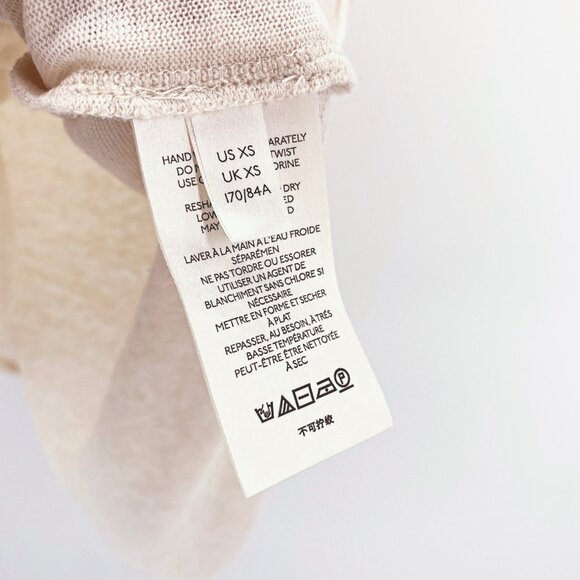 US XS
UK XS
170/84A
HAND
ARATELY
DO
TWIST
USE
ORINE
RESHA
DRY
LOW
ED
MAY
D
LAVER À LA MAIN A L'EAU FROIDE
SÉPARÉMEN
NE PAS TORDRE OU ESSORER
UTILISER UN AGENT DE
BLANCHIMENT SANS CHLORE SI
NÉCESSAIRE
METTRE EN FORME ET SECHER
À PLAT
REPASSER, AU BESOIN, À TRÉS
BASSE TEMPÉRATURE
PEUT-ÊTRE ÊTRE NETTOYÉE
À SEC
P
不可拧绞